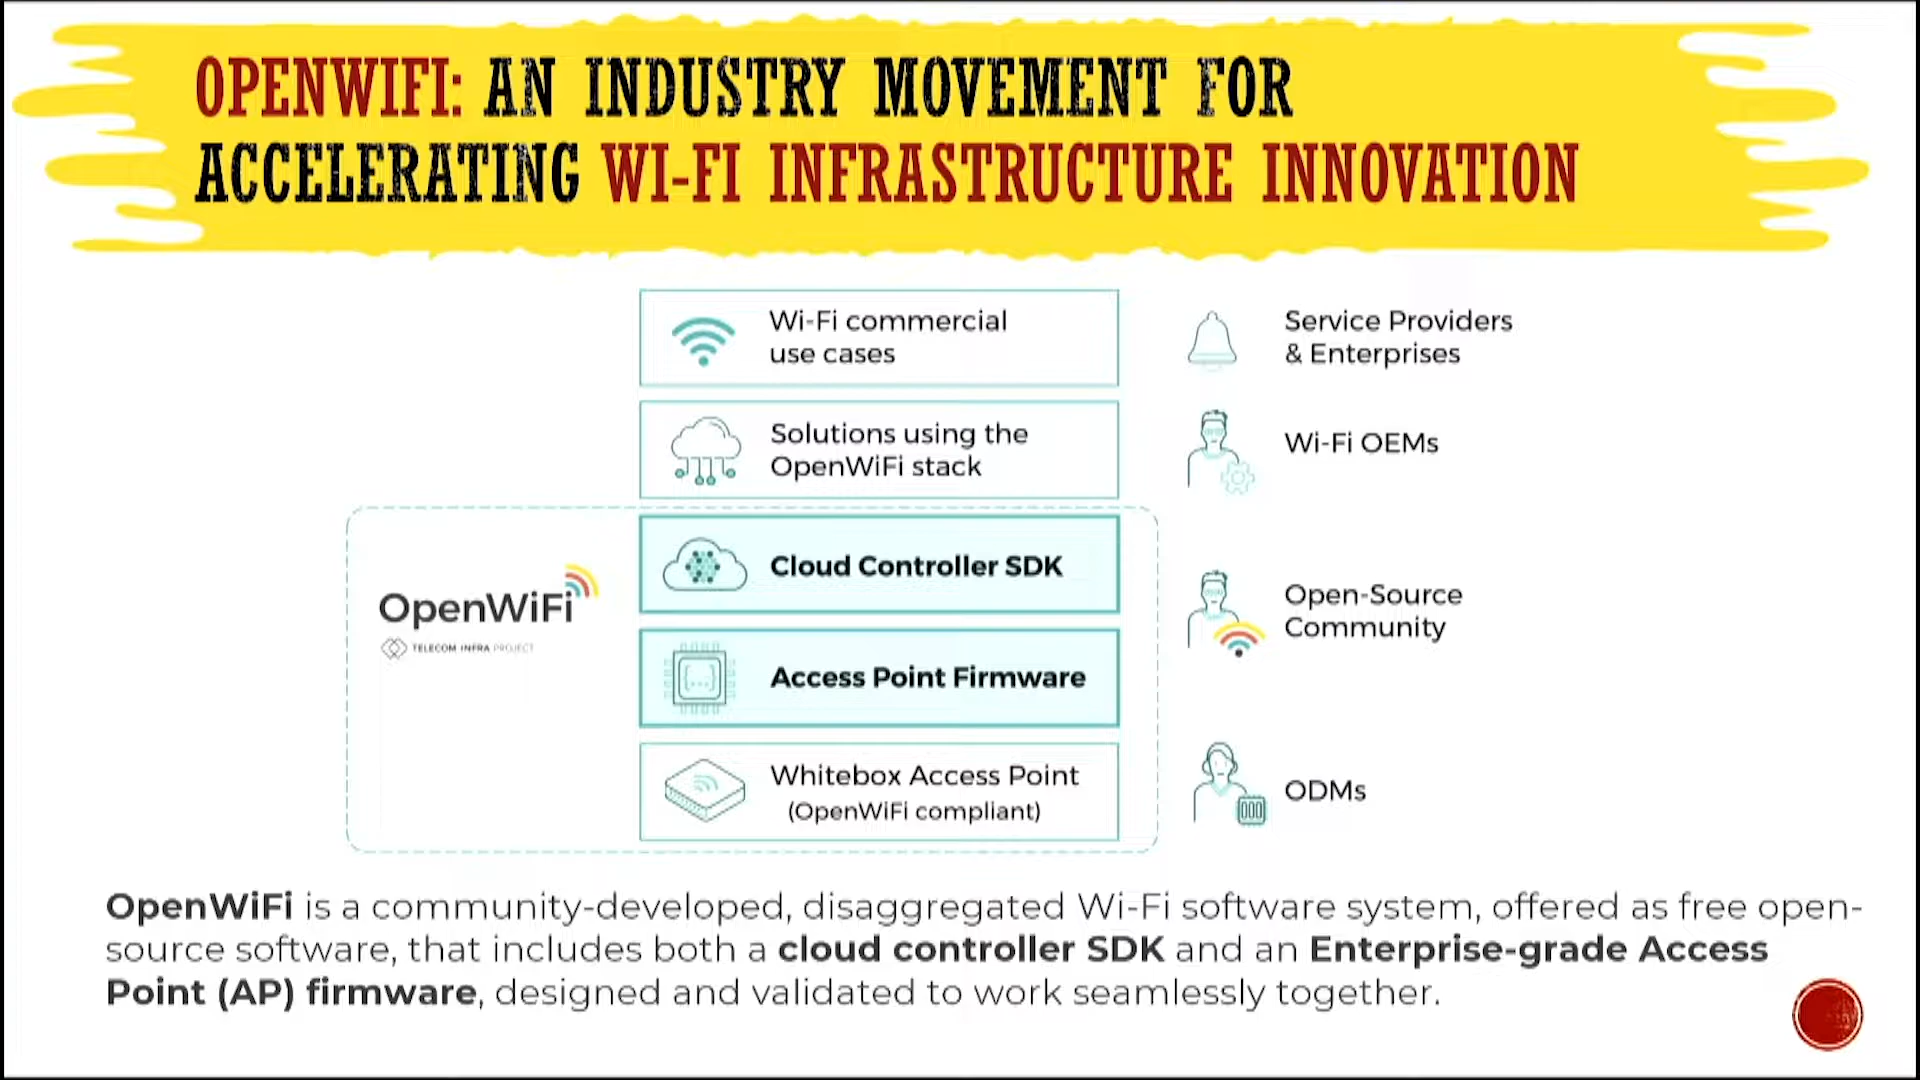 OPENWIFI: AN INDUSTRY MOVEMENT FOR
ACCELERATING WI-FI INFRASTRUCTURE INNOVATION
Wi-Fi commercial
use cases
Service Providers
& Enterprises
Solutions using the
OpenWiFi stack
Wi-Fi OEMs
Cloud Controller SDK
OpenWiFi
TELECOM INFRA PROJECT
Open-Source
Community
Access Point Firmware
Whitebox Access Point
(OpenWiFi compliant)
ODMs
OpenWiFi is a community-developed, disaggregated Wi-Fi software system, offered as free open-
source software, that includes both a cloud controller SDK and an Enterprise-grade Access
Point (AP) firmware, designed and validated to work seamlessly together.